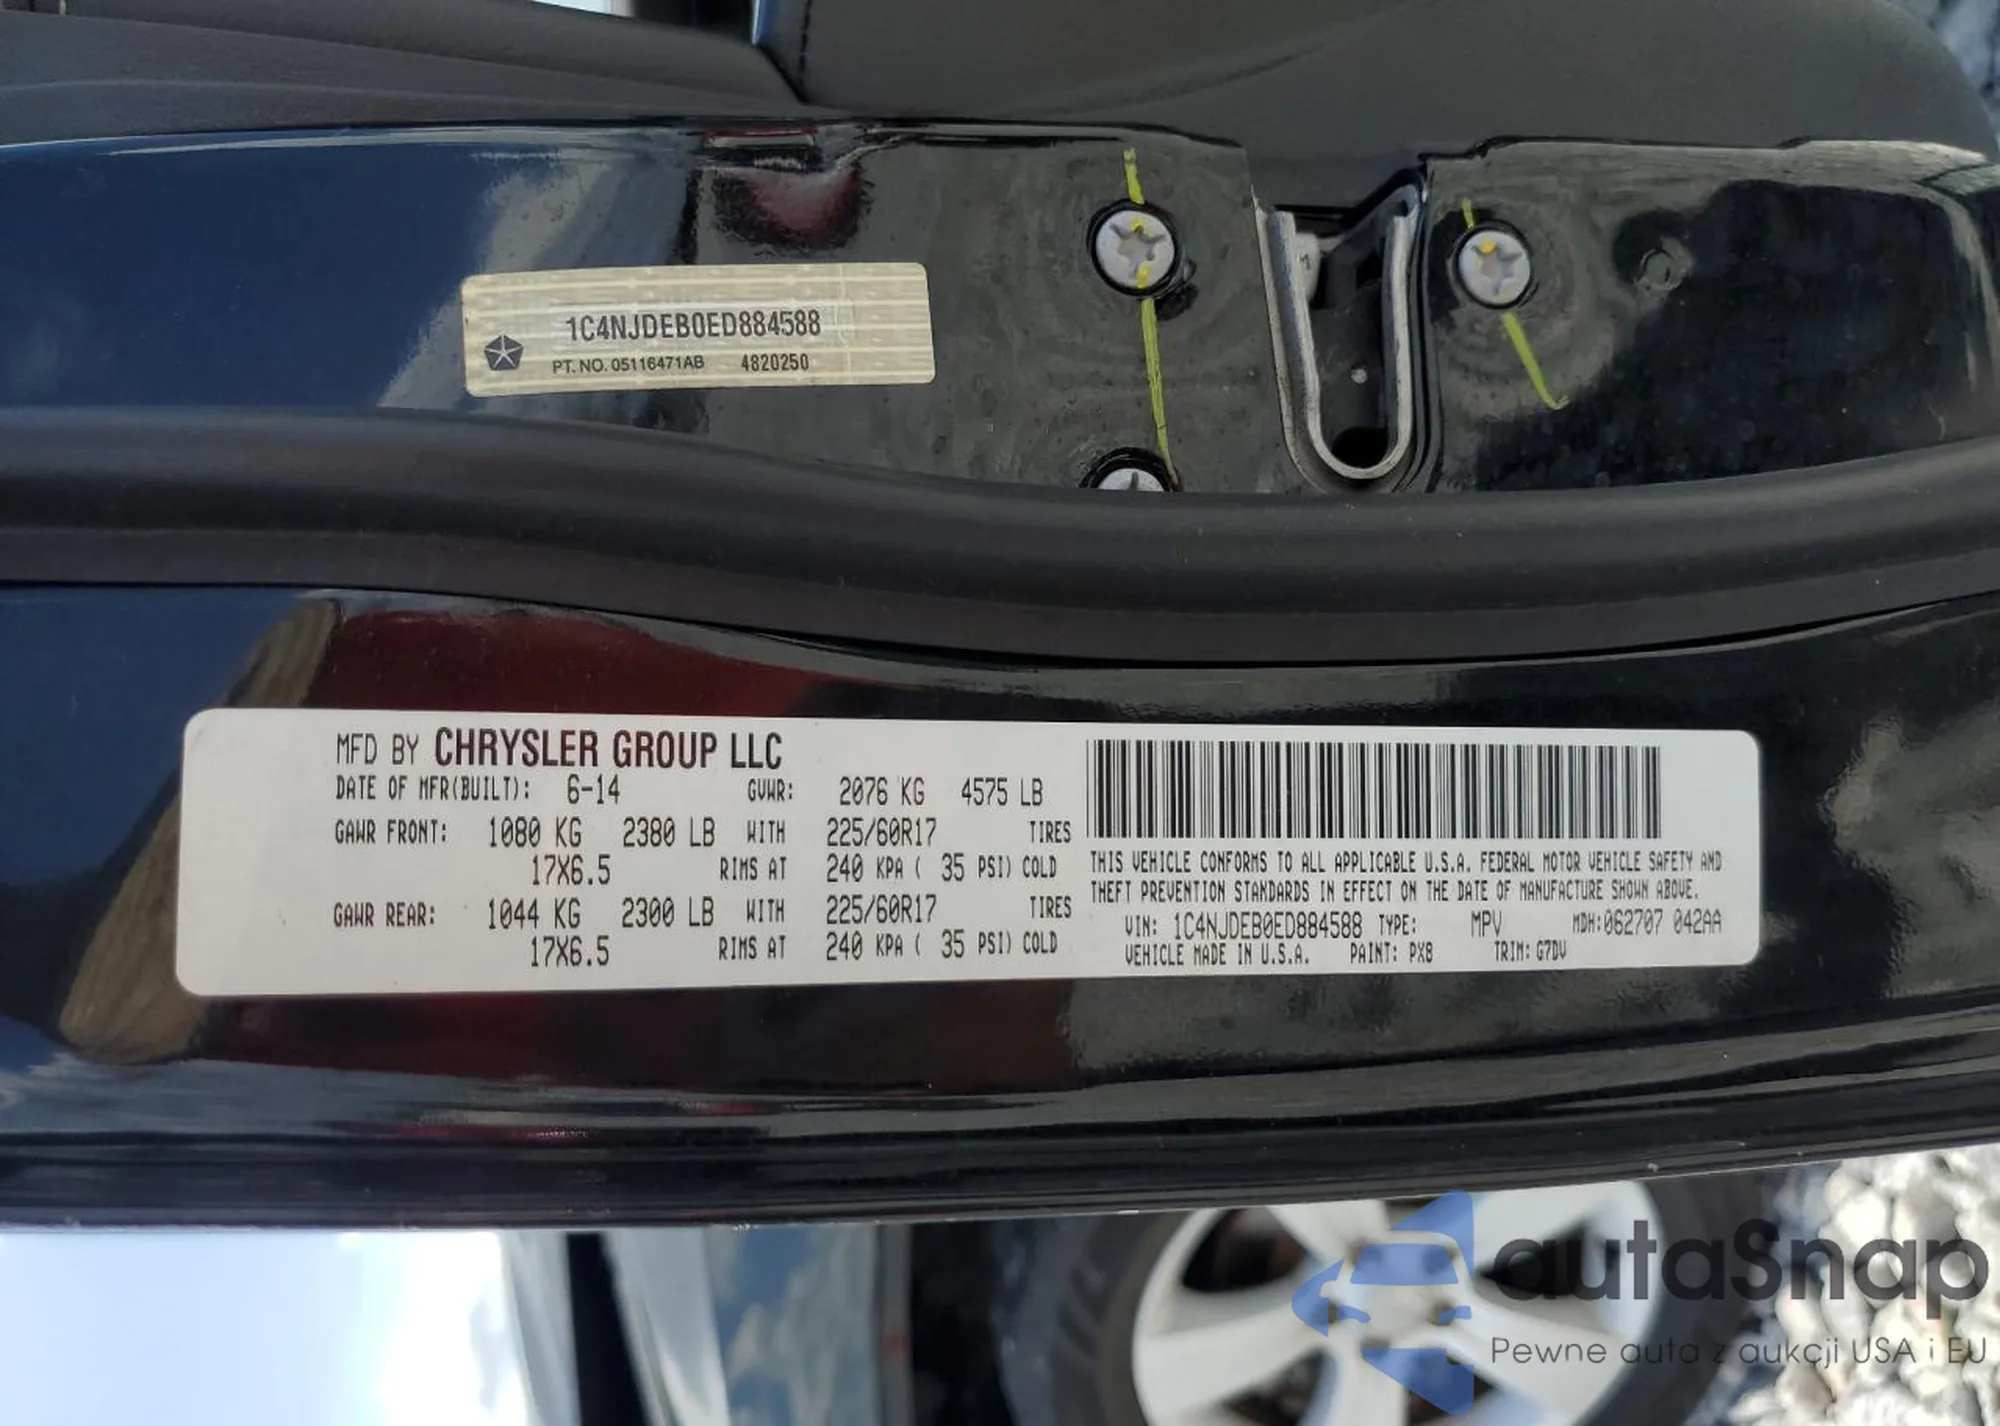 1C4NJDEB0ED884588
PT. NO. 05116471AB 4820250
MFD BY CHRYSLER GROUP LLC
DATE OF MFR(BUILT): 6-14 GVWR: 2076 KG 4575 LB
GAWR FRONT: 1080 KG 2380 LB WITH 225/60R17 TIRES
17X6.5 RIMS AT 240 KPA ( 35 PSI) COLD
GAWR REAR: 1044 KG 2300 LB WITH 225/60R17 TIRES
17X6.5 RIMS AT 240 KPA ( 35 PSI) COLD
THIS VEHICLE CONFORMS TO ALL APPLICABLE U.S.A. FEDERAL MOTOR VEHICLE SAFETY AND
THEFT PREVENTION STANDARDS IN EFFECT ON THE DATE OF MANUFACTURE SHOWN ABOVE.
VIN: 1C4NJDEB0ED884588 TYPE: MPV MDH:062707 042AA
VEHICLE MADE IN U.S.A. PAINT: PX8 TRIM: G7DV
autaSnap
Pewne auta z aukcji USA i EU